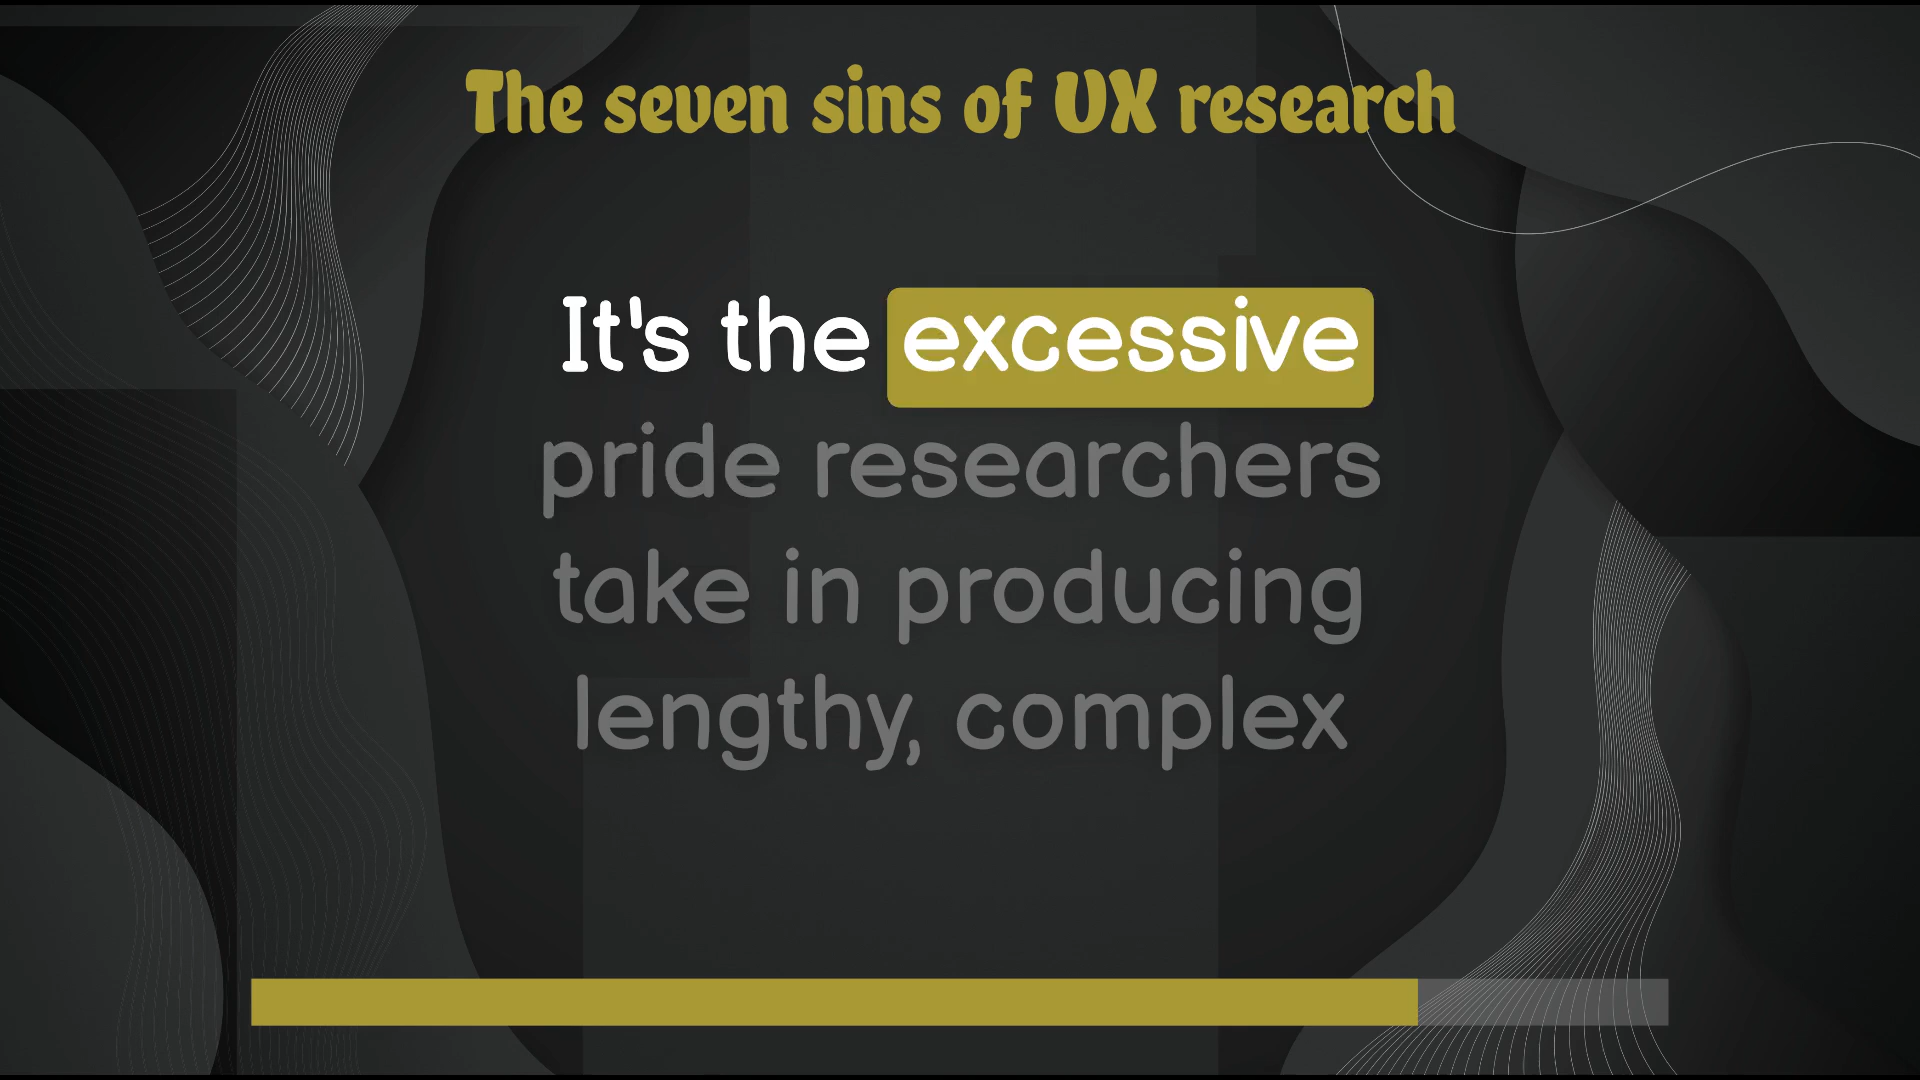 The seven sins of UX research
It's the excessive
pride researchers
take in producing
lengthy, complex